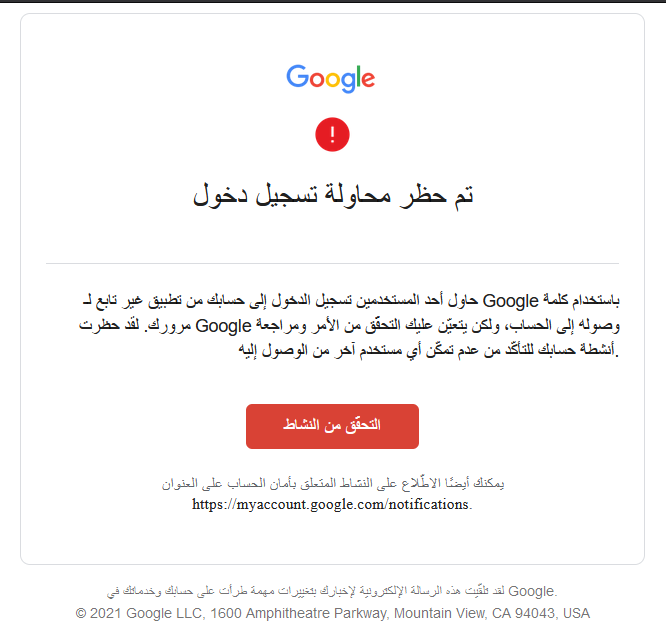 Google
!
تم حظر محاولة تسجيل دخول
باستخدام كلمة Google حاول أحد المستخدمين تسجيل الدخول إلى حسابك من تطبيق غير تابع لـ
وصوله إلى الحساب، ولكن يتعيّن عليك التحقّق من الأمر ومراجعة Google مرورك. لقد حظرت
.أنشطة حسابك للتأكّد من عدم تمكّن أي مستخدم آخر من الوصول إليه
التحقّق من النشاط
يمكنك أيضًا الاطّلاع على النشاط المتعلق بأمان الحساب على العنوان
https://myaccount.google.com/notifications.
لقد تلقّيت هذه الرسالة الإلكترونية لإخبارك بتغييرات مهمة طرأت على حسابك وخدماتك في Google.
© 2021 Google LLC, 1600 Amphitheatre Parkway, Mountain View, CA 94043, USA